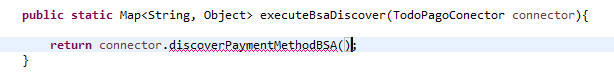 public static Map<String, Object> executeBsaDiscover(TodoPagoConector connector){
return connector.discoverPaymentMethodBSA();
}